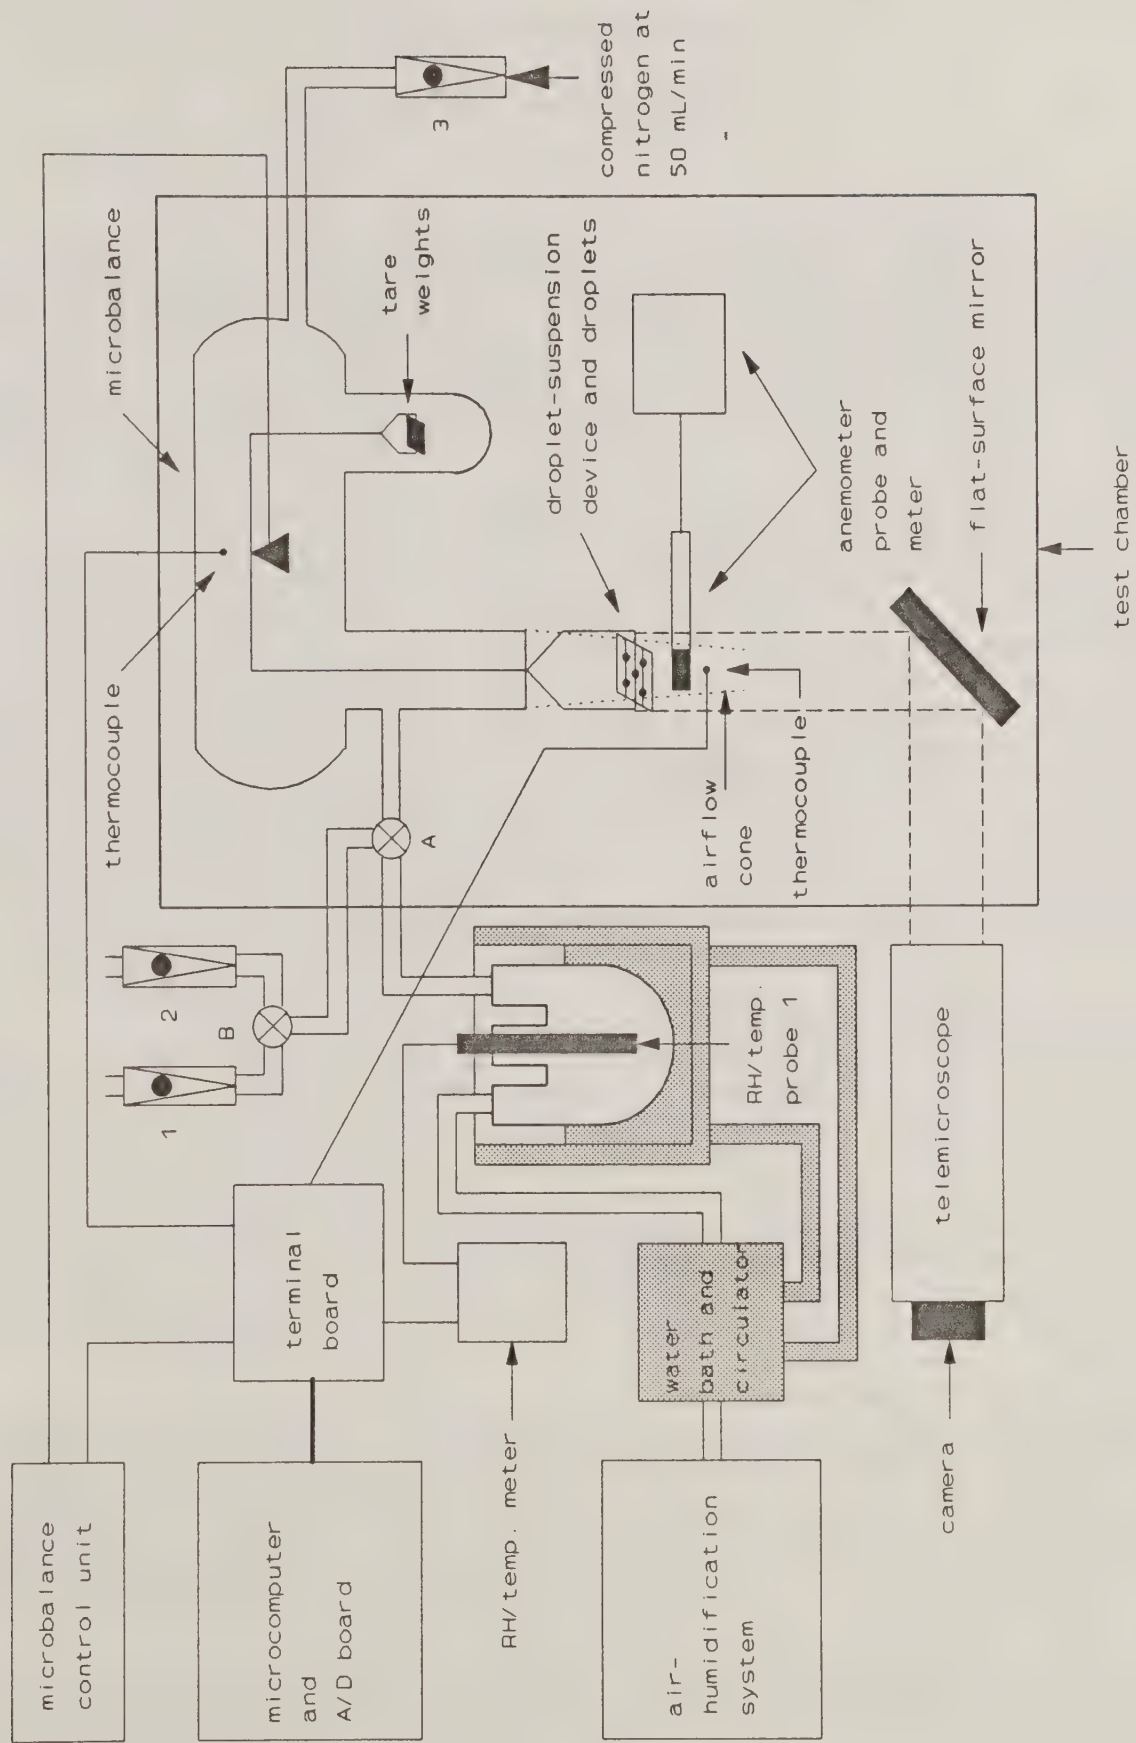 microbalance
control unit
microcomputer
and
A/D board
terminal
board
RH/temp. meter
air-
humidification
system
water
bath and
circulator
camera
telemicroscope
RH/temp.
probe 1
1
2
B
A
thermocouple
microbalance
tare
weights
3
compressed
nitrogen at
50 mL/min
droplet-suspension
device and droplets
anemometer
probe and
meter
airflow
cone
thermocouple
flat-surface mirror
test chamber